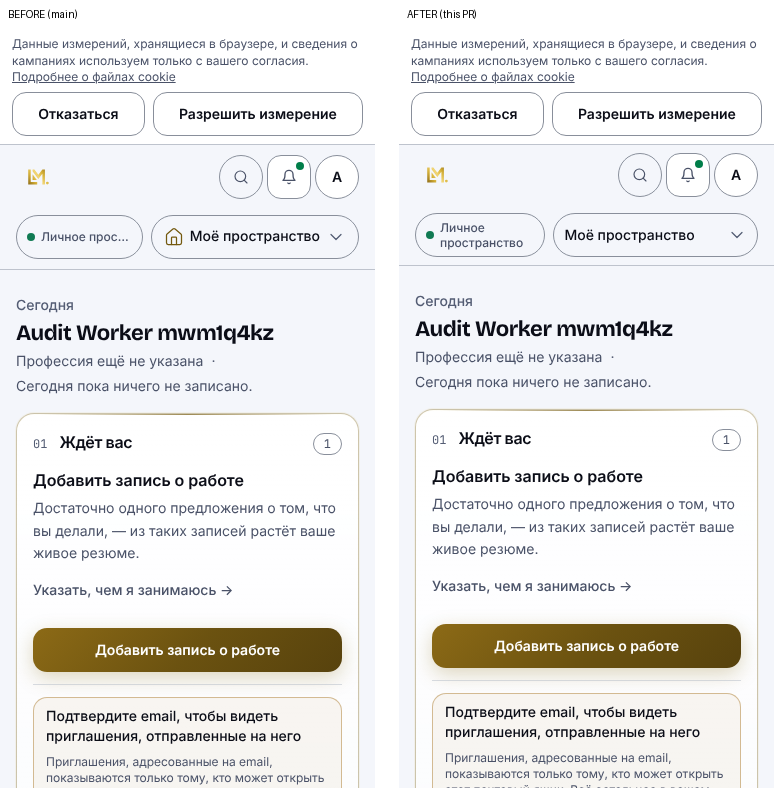 BEFORE (main)
Данные измерений, хранящиеся в браузере, и сведения о
кампаниях используем только с вашего согласия.
Подробнее о файлах cookie
Отказаться
Разрешить измерение
LM.
A
Личное прос...
Моё пространство
Сегодня
Audit Worker mwm1q4kz
Профессия ещё не указана ·
Сегодня пока ничего не записано.
01 Ждёт вас 1
Добавить запись о работе
Достаточно одного предложения о том, что
вы делали, — из таких записей растёт ваше
живое резюме.
Указать, чем я занимаюсь →
Добавить запись о работе
Подтвердите email, чтобы видеть
приглашения, отправленные на него
Приглашения, адресованные на email,
показываются только тому, кто может открыть
AFTER (this PR)
Данные измерений, хранящиеся в браузере, и сведения о
кампаниях используем только с вашего согласия.
Подробнее о файлах cookie
Отказаться
Разрешить измерение
LM.
A
Личное
пространство
Моё пространство
Сегодня
Audit Worker mwm1q4kz
Профессия ещё не указана ·
Сегодня пока ничего не записано.
01 Ждёт вас 1
Добавить запись о работе
Достаточно одного предложения о том, что
вы делали, — из таких записей растёт ваше
живое резюме.
Указать, чем я занимаюсь →
Добавить запись о работе
Подтвердите email, чтобы видеть
приглашения, отправленные на него
Приглашения, адресованные на email,
показываются только тому, кто может открыть